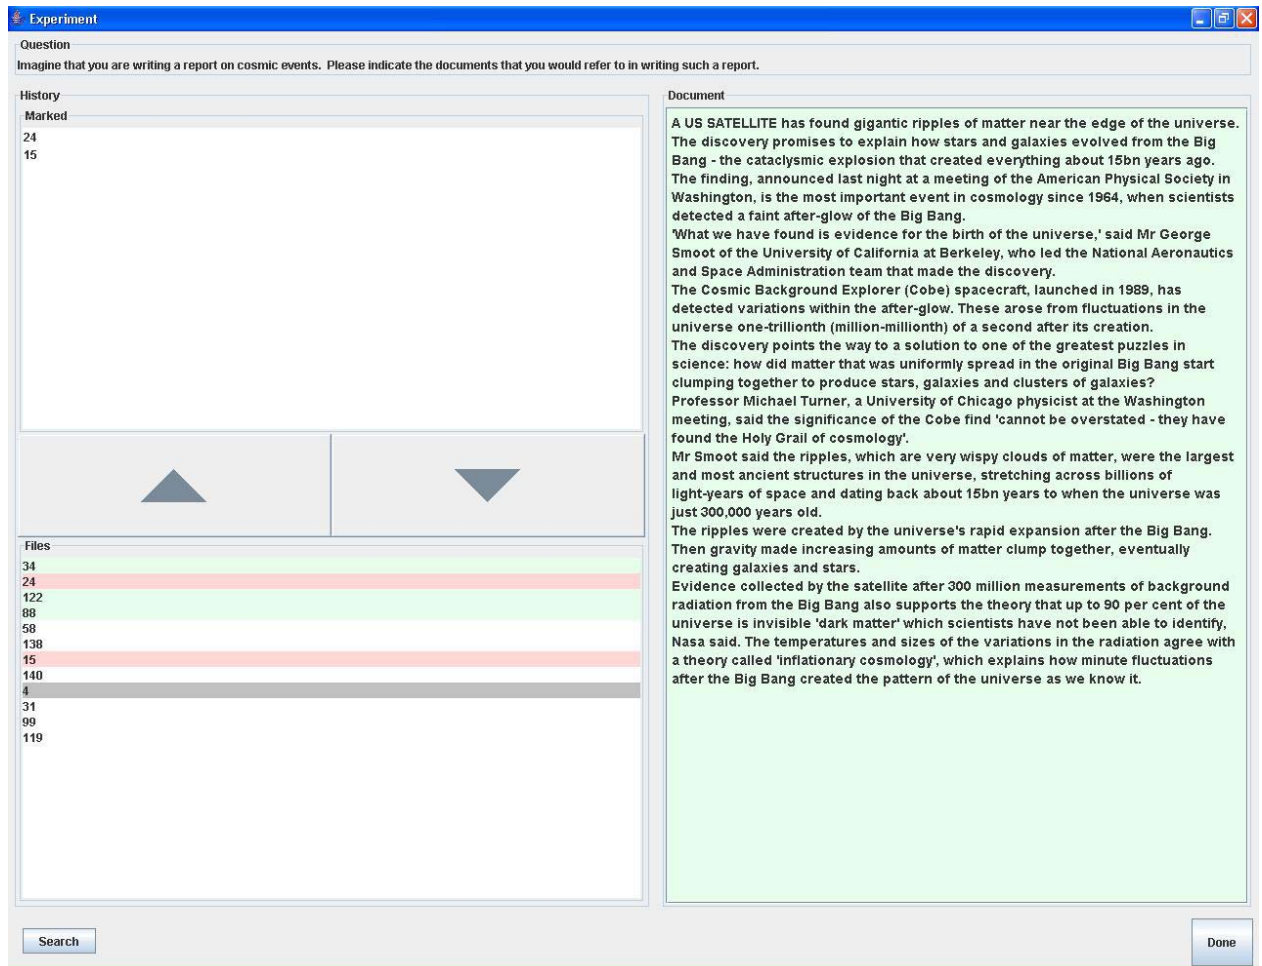 Experiment
Question
Imagine that you are writing a report on cosmic events. Please indicate the documents that you would refer to in writing such a report.
History
Marked
24
15
Files
34
24
122
88
58
138
15
140
4
31
99
119
Search
Document
A US SATELLITE has found gigantic ripples of matter near the edge of the universe.
The discovery promises to explain how stars and galaxies evolved from the Big
Bang - the cataclysmic explosion that created everything about 15bn years ago.
The finding, announced last night at a meeting of the American Physical Society in
Washington, is the most important event in cosmology since 1964, when scientists
detected a faint after-glow of the Big Bang.
'What we have found is evidence for the birth of the universe,' said Mr George
Smoot of the University of California at Berkeley, who led the National Aeronautics
and Space Administration team that made the discovery.
The Cosmic Background Explorer (Cobe) spacecraft, launched in 1989, has
detected variations within the after-glow. These arose from fluctuations in the
universe one-trillionth (million-millionth) of a second after its creation.
The discovery points the way to a solution to one of the greatest puzzles in
science: how did matter that was uniformly spread in the original Big Bang start
clumping together to produce stars, galaxies and clusters of galaxies?
Professor Michael Turner, a University of Chicago physicist at the Washington
meeting, said the significance of the Cobe find 'cannot be overstated - they have
found the Holy Grail of cosmology'.
Mr Smoot said the ripples, which are very wispy clouds of matter, were the largest
and most ancient structures in the universe, stretching across billions of
light-years of space and dating back about 15bn years to when the universe was
just 300,000 years old.
The ripples were created by the universe's rapid expansion after the Big Bang.
Then gravity made increasing amounts of matter clump together, eventually
creating galaxies and stars.
Evidence collected by the satellite after 300 million measurements of background
radiation from the Big Bang also supports the theory that up to 90 per cent of the
universe is invisible 'dark matter' which scientists have not been able to identify,
Nasa said. The temperatures and sizes of the variations in the radiation agree with
a theory called 'inflationary cosmology', which explains how minute fluctuations
after the Big Bang created the pattern of the universe as we know it.
Done